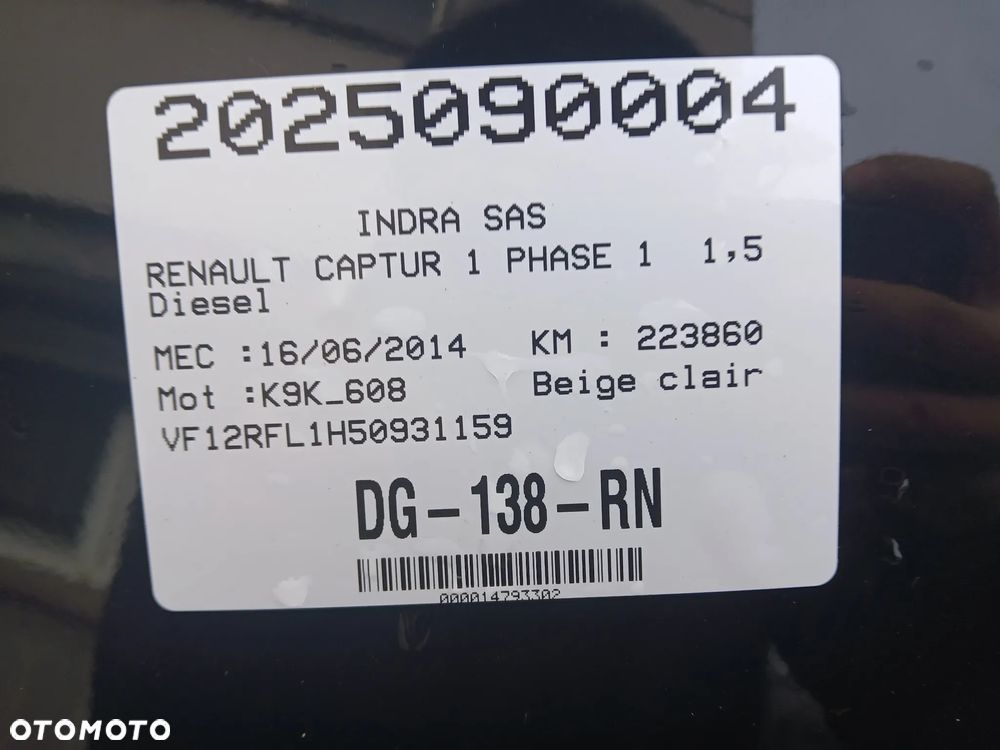 2025090004
INDRA SAS
RENAULT CAPTUR 1 PHASE 1 1,5
Diesel
MEC :16/06/2014 KM : 223860
Mot :K9K_608 Beige clair
VF12RFL1H50931159
DG-138-RN
000014793302
OTOMOTO